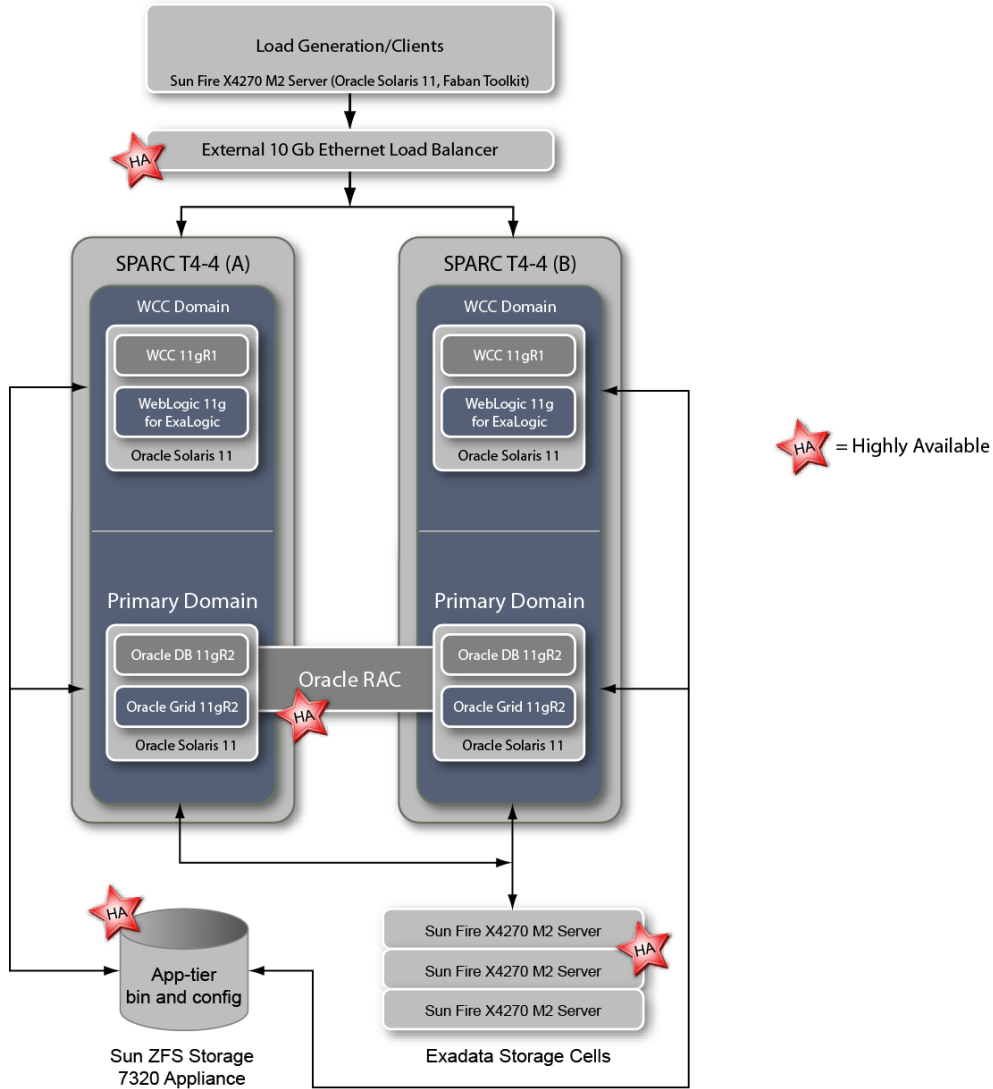 Load Generation/Clients
Sun Fire X4270 M2 Server (Oracle Solaris 11, Faban Toolkit)
HA
External 10 Gb Ethernet Load Balancer
SPARC T4-4 (A)
WCC Domain
WCC 11gR1
WebLogic 11g
for ExaLogic
Oracle Solaris 11
Primary Domain
Oracle DB 11gR2
Oracle Grid 11gR2
Oracle Solaris 11
SPARC T4-4 (B)
WCC Domain
WCC 11gR1
WebLogic 11g
for ExaLogic
Oracle Solaris 11
Primary Domain
Oracle DB 11gR2
Oracle Grid 11gR2
Oracle Solaris 11
Oracle RAC
HA
HA = Highly Available
HA
App-tier
bin and config
Sun ZFS Storage
7320 Appliance
Sun Fire X4270 M2 Server
HA
Sun Fire X4270 M2 Server
Sun Fire X4270 M2 Server
Exadata Storage Cells